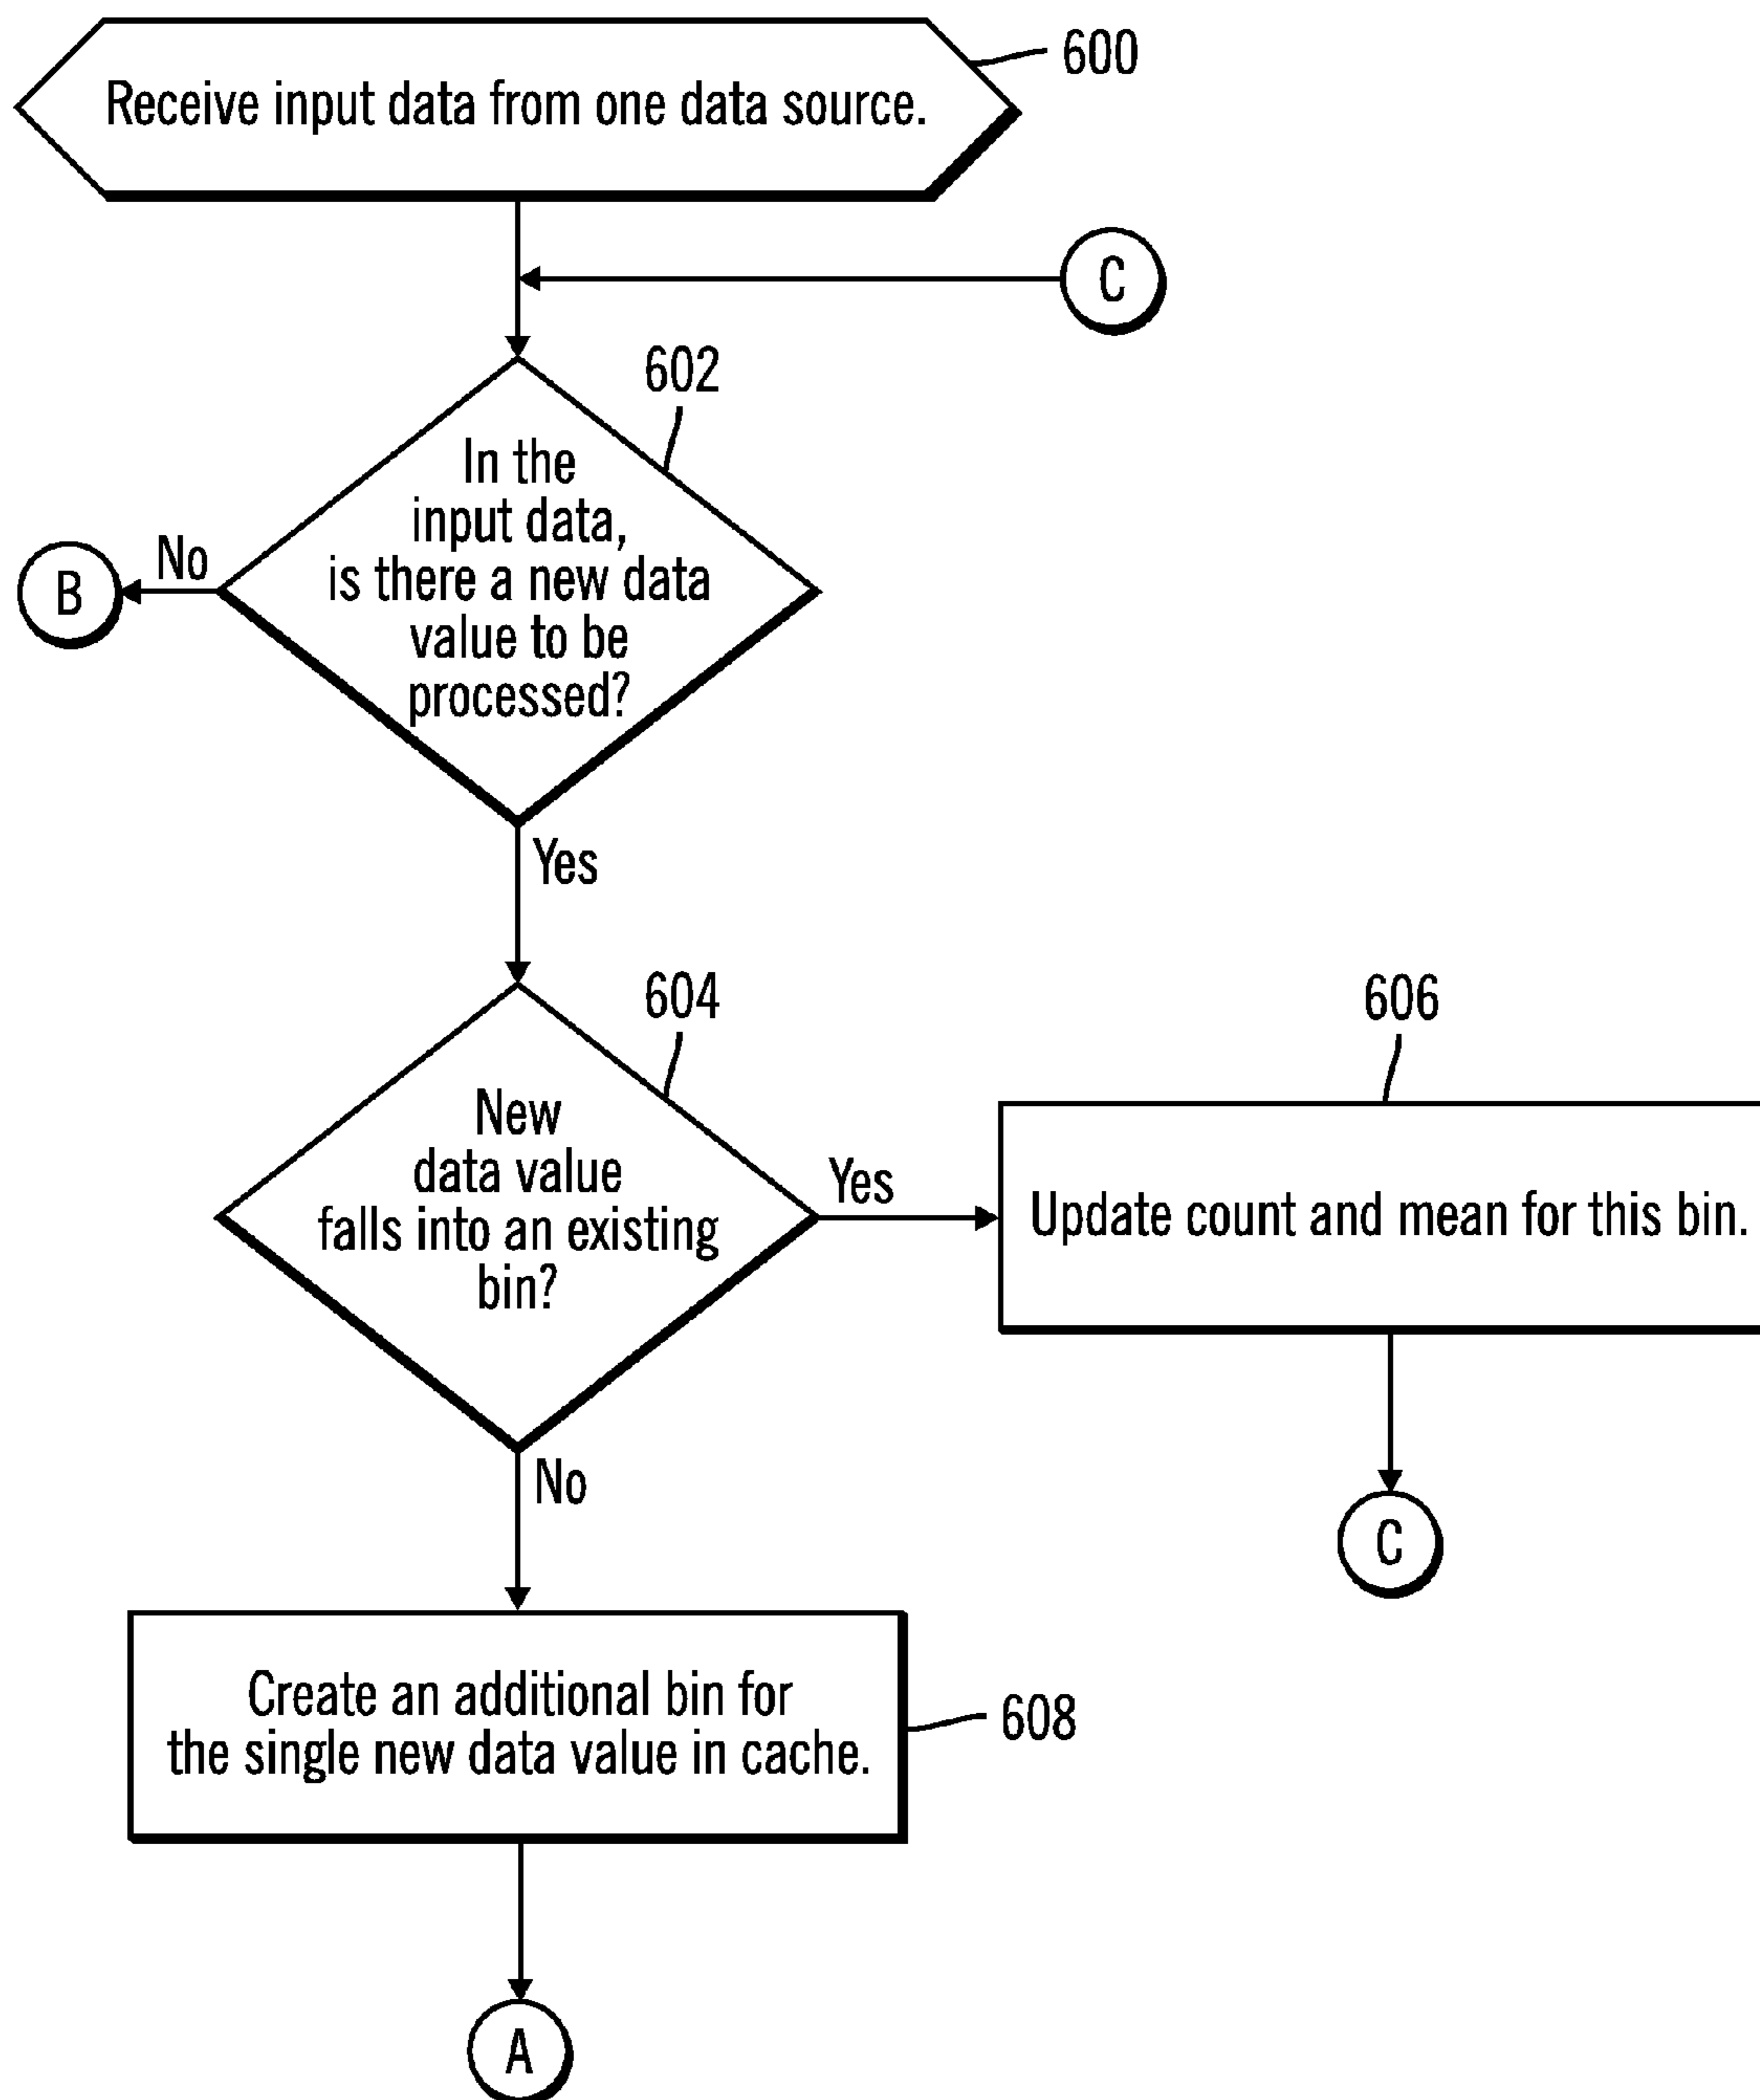 600
Receive input data from one data source.
C
602
In the
input data,
is there a new data
value to be
processed?
No
B
Yes
604
New
data value
falls into an existing
bin?
Yes
606
Update count and mean for this bin.
C
No
Create an additional bin for
the single new data value in cache.
608
A